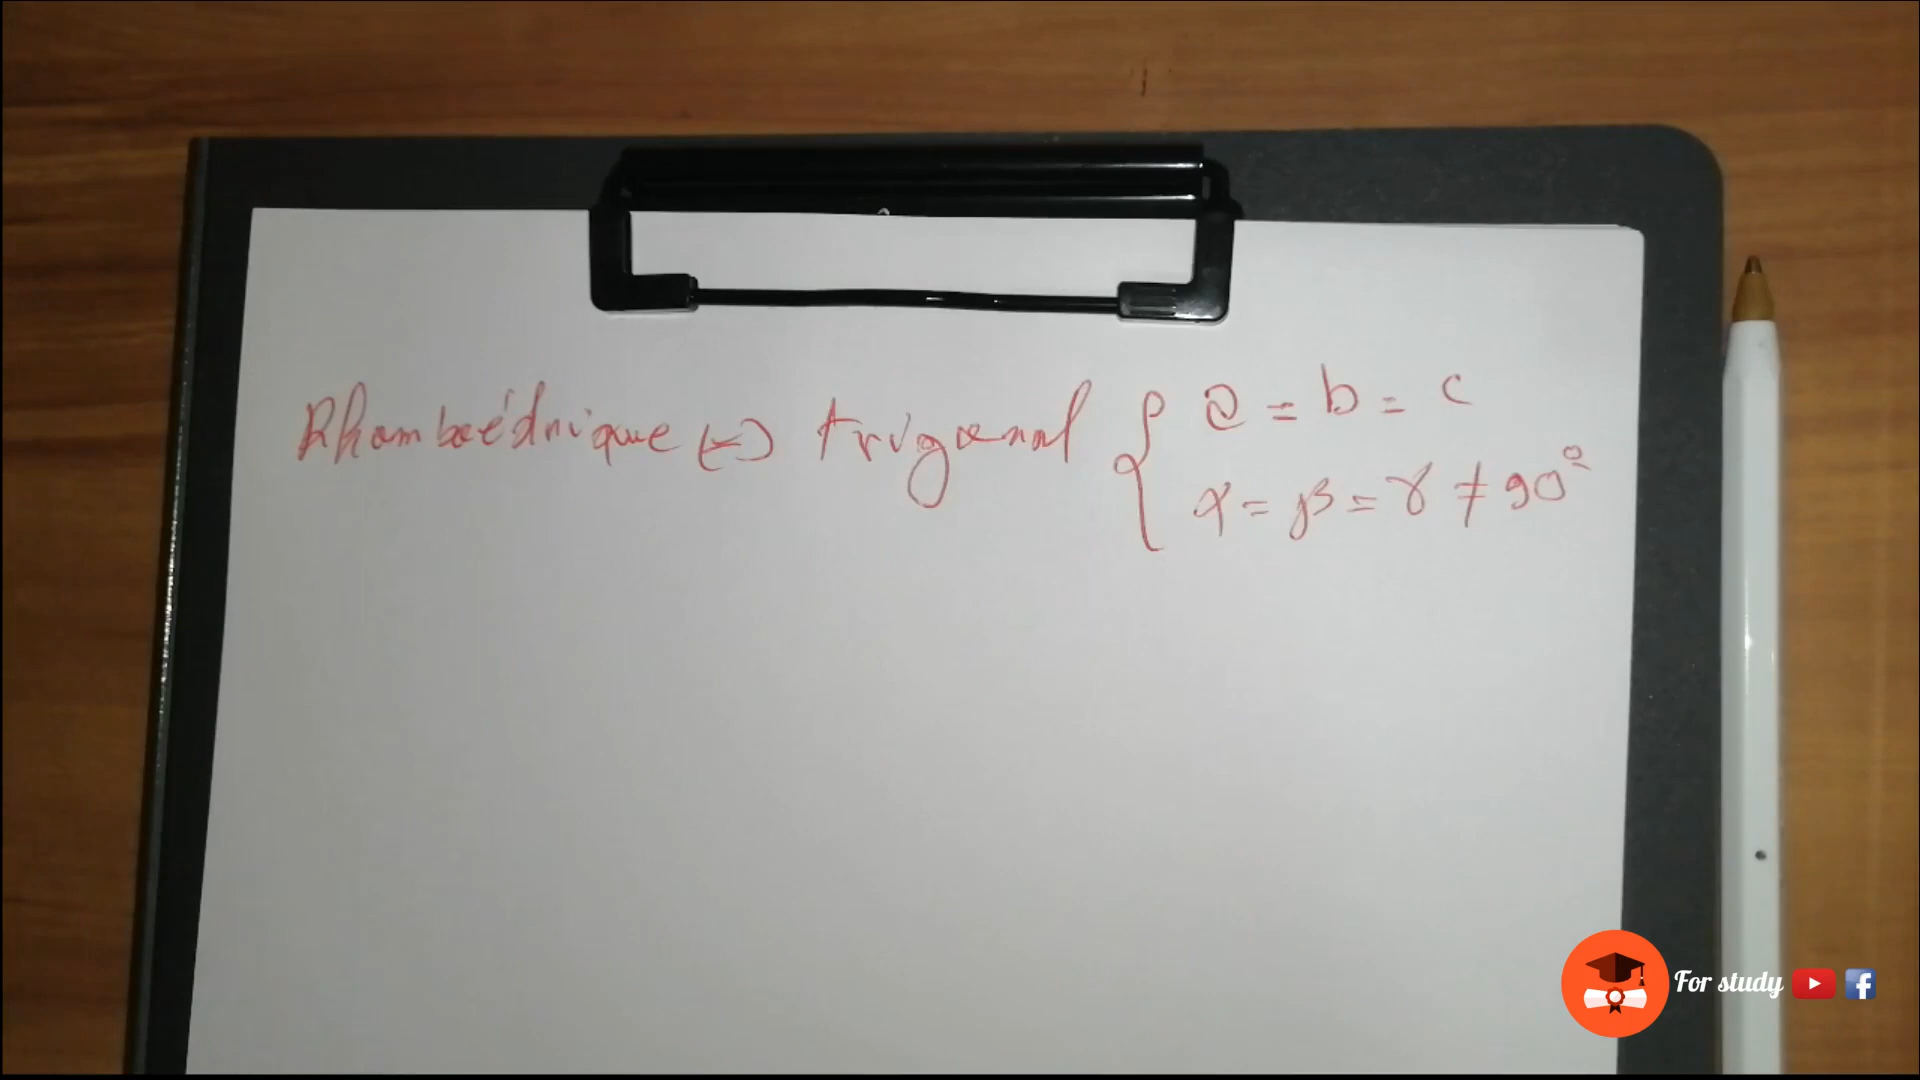 Rhomboédrique (=) trigonal { a = b = c
α = β = γ ≠ 90°
For study